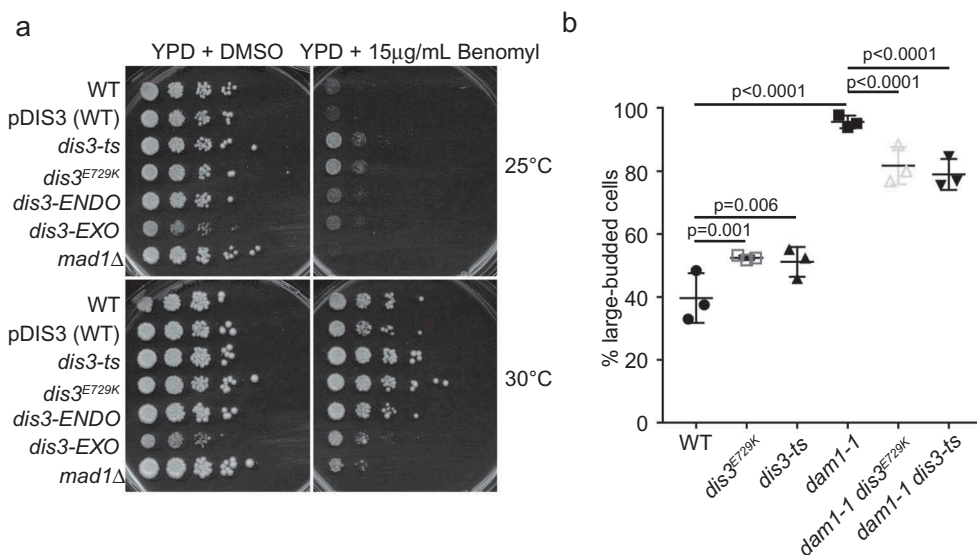 a
YPD + DMSO
YPD + 15µg/mL Benomyl
WT
pDIS3 (WT)
dis3-ts
dis3E729K
dis3-ENDO
dis3-EXO
mad1Δ
25°C
WT
pDIS3 (WT)
dis3-ts
dis3E729K
dis3-ENDO
dis3-EXO
mad1Δ
30°C
b
p<0.0001
p<0.0001
p<0.0001
p=0.006
p=0.001
% large-budded cells
100
80
60
40
20
0
WT
dis3E729K
dis3-ts
dam1-1
dam1-1 dis3E729K
dam1-1 dis3-ts